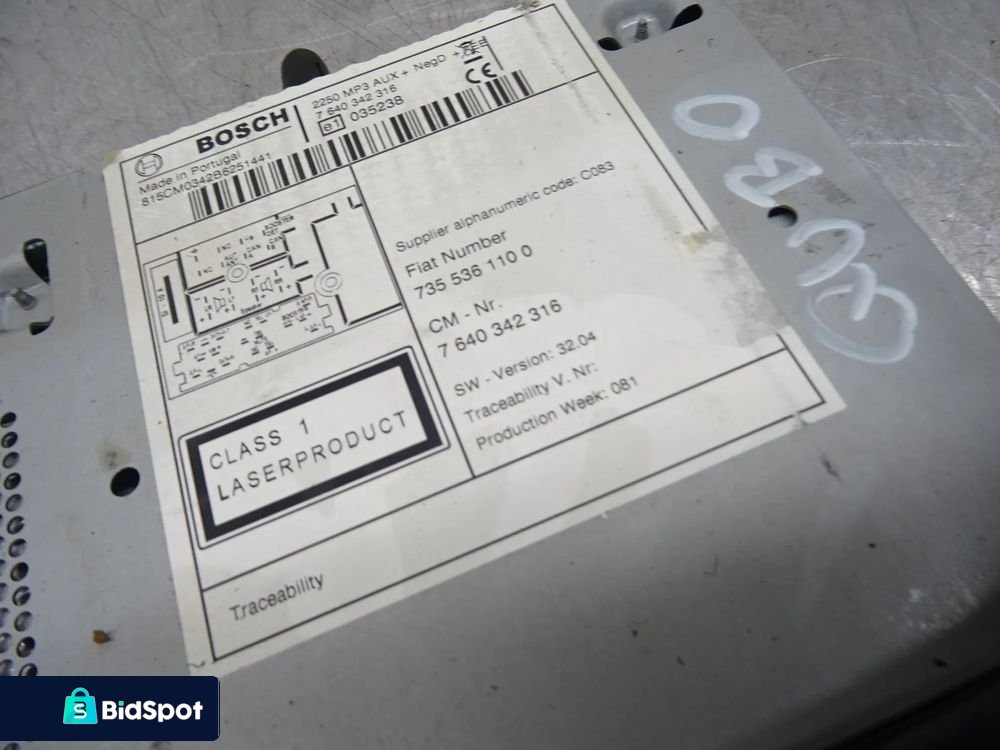 BOSCH
2250 MP3 AUX + NegD +
7 640 342 316
e1 035238
CE
Made in Portugal
815CM0342B6251441
Supplier alphanumeric code: C083
Fiat Number
735 536 110 0
CM - Nr.
7 640 342 316
SW - Version: 32.04
Traceability V. Nr:
Production Week: 081
CLASS 1
LASERPRODUCT
Traceability
BidSpot